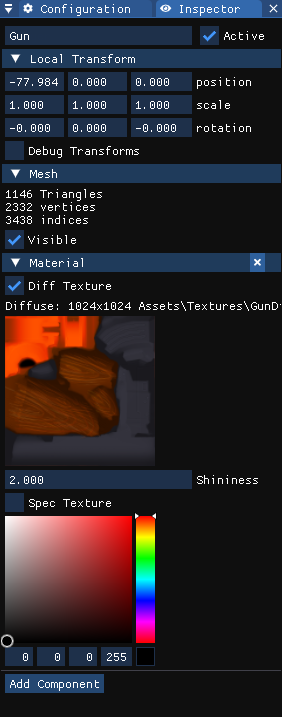 Configuration Inspector
Gun Active
Local Transform
-77.984 0.000 0.000 position
1.000 1.000 1.000 scale
-0.000 0.000 -0.000 rotation
Debug Transforms
Mesh
1146 Triangles
2332 vertices
3438 indices
Visible
Material
Diff Texture
Diffuse: 1024x1024 Assets\Textures\GunDi
2.000 Shininess
Spec Texture
0 0 0 255
Add Component